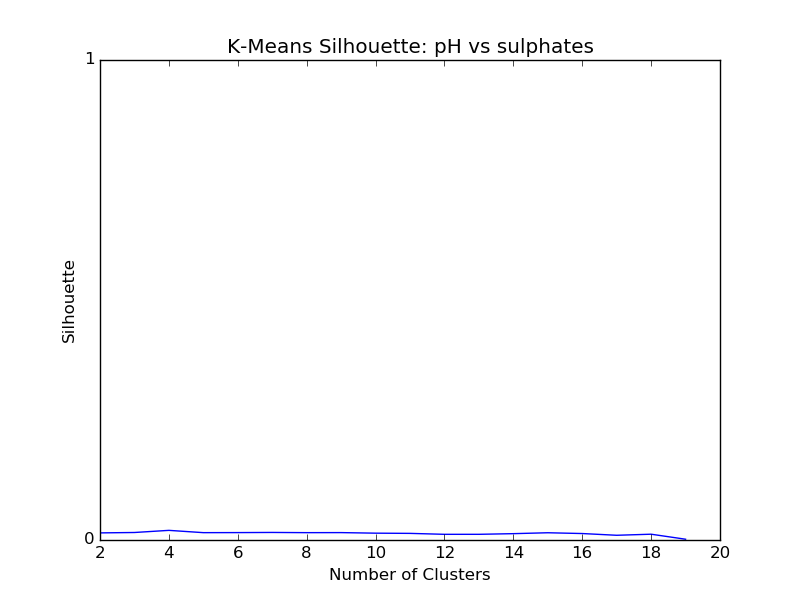 K-Means Silhouette: pH vs sulphates
1
Silhouette
0
2 4 6 8 10 12 14 16 18 20
Number of Clusters